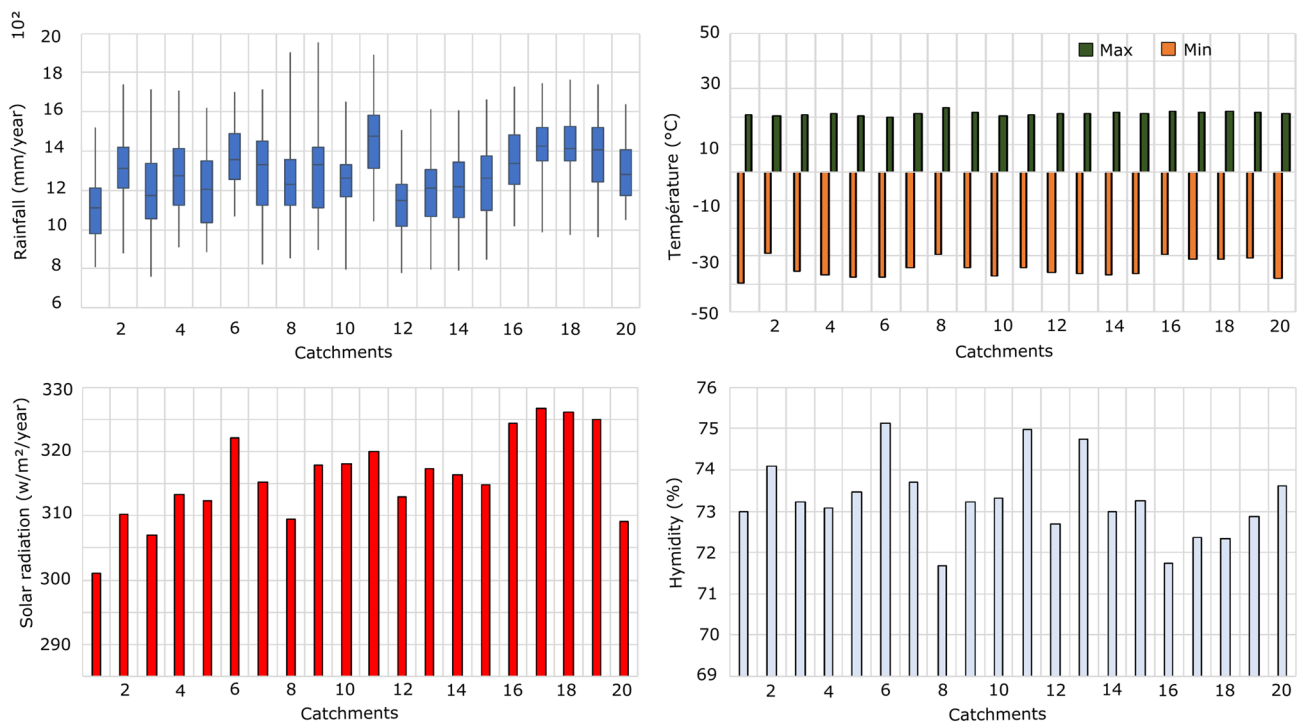 10²
Rainfall (mm/year)
20
18
16
14
12
10
8
6
2 4 6 8 10 12 14 16 18 20
Catchments
Température (°C)
50
30
10
-10
-30
-50
Max Min
2 4 6 8 10 12 14 16 18 20
Catchments
Solar radiation (w/m²/year)
330
320
310
300
290
2 4 6 8 10 12 14 16 18 20
Catchments
Hymidity (%)
76
75
74
73
72
71
70
69
2 4 6 8 10 12 14 16 18 20
Catchments